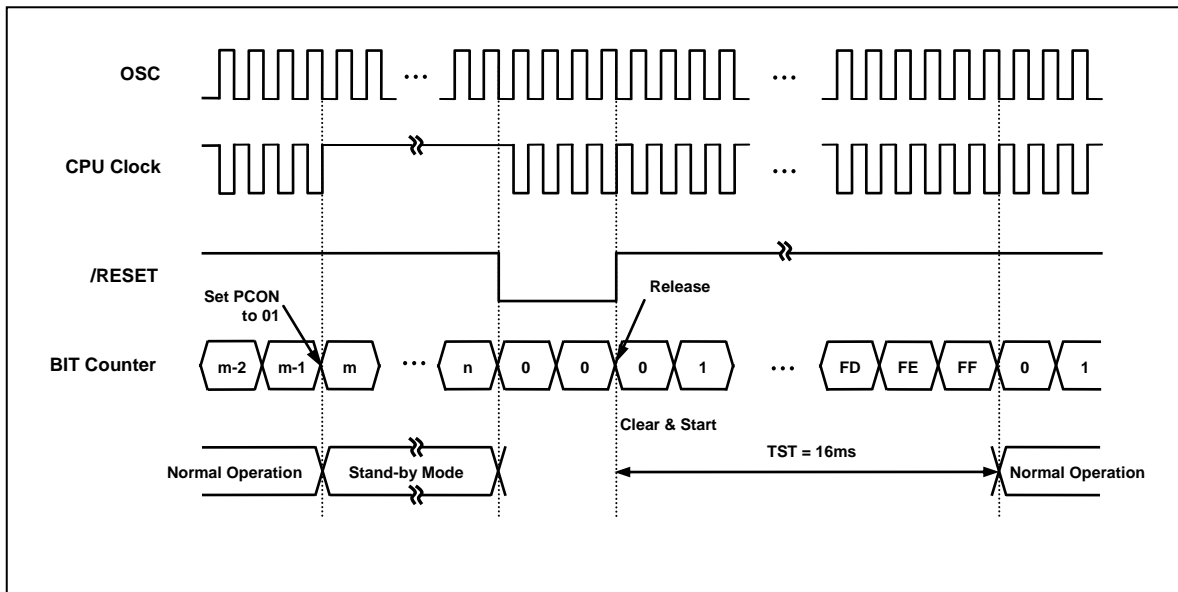 OSC
...
...
CPU Clock
...
/RESET
Set PCON
to 01
Release
BIT Counter
m-2 m-1 m ... n 0 0 0 1 ... FD FE FF 0 1
Clear & Start
TST = 16ms
Normal Operation
Stand-by Mode
Normal Operation